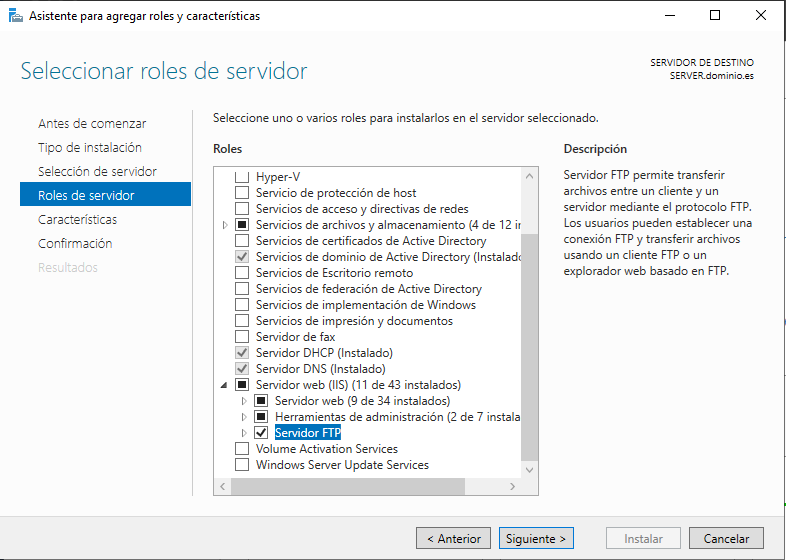 Asistente para agregar roles y características
Seleccionar roles de servidor
SERVIDOR DE DESTINO
SERVER.dominio.es
Antes de comenzar
Tipo de instalación
Selección de servidor
Roles de servidor
Características
Confirmación
Resultados
Seleccione uno o varios roles para instalarlos en el servidor seleccionado.
Roles
Hyper-V
Servicio de protección de host
Servicios de acceso y directivas de redes
Servicios de archivos y almacenamiento (4 de 12 in
Servicios de certificados de Active Directory
Servicios de dominio de Active Directory (Instalado
Servicios de Escritorio remoto
Servicios de federación de Active Directory
Servicios de implementación de Windows
Servicios de impresión y documentos
Servidor de fax
Servidor DHCP (Instalado)
Servidor DNS (Instalado)
Servidor web (IIS) (11 de 43 instalados)
Servidor web (9 de 34 instalados)
Herramientas de administración (2 de 7 instala
Servidor FTP
Volume Activation Services
Windows Server Update Services
Descripción
Servidor FTP permite transferir
archivos entre un cliente y un
servidor mediante el protocolo FTP.
Los usuarios pueden establecer una
conexión FTP y transferir archivos
usando un cliente FTP o un
explorador web basado en FTP.
< Anterior
Siguiente >
Instalar
Cancelar